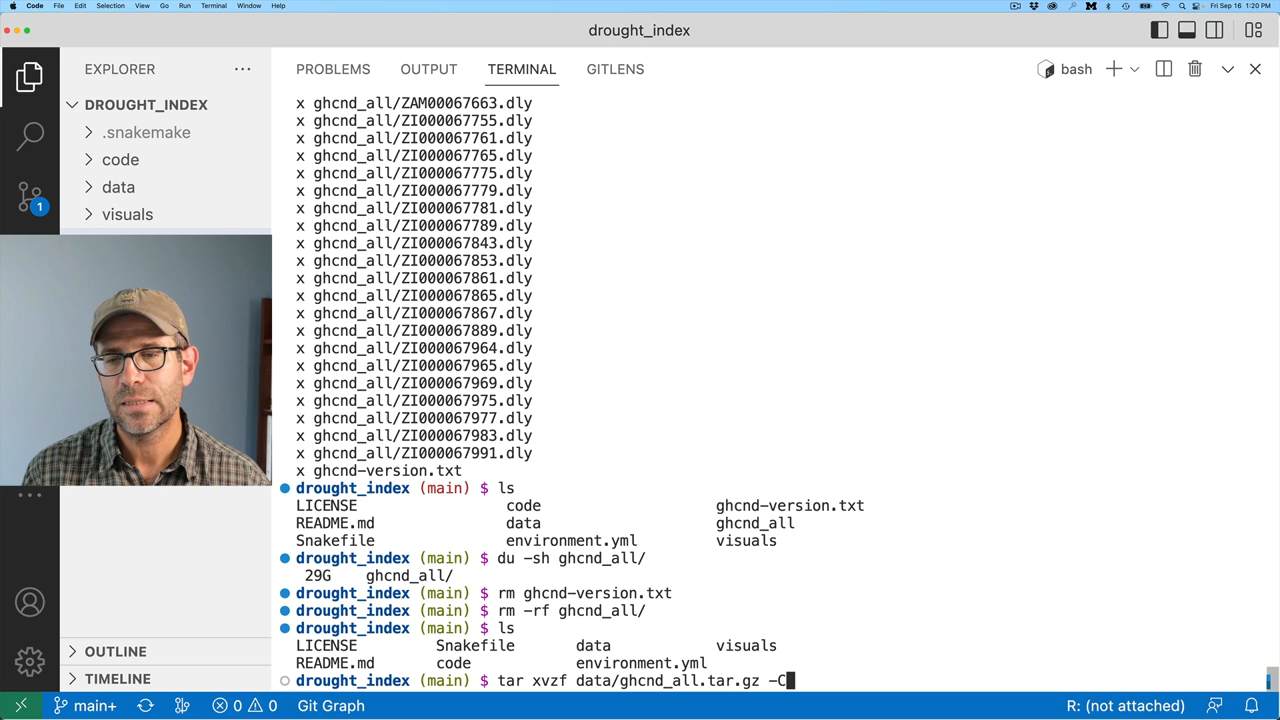 Code File Edit Selection View Go Run Terminal Window Help Fri Sep 16 1:20 PM
drought_index
EXPLORER
DROUGHT_INDEX
.snakemake
code
data
visuals
1
OUTLINE
TIMELINE
PROBLEMS OUTPUT TERMINAL GITLENS bash
x ghcnd_all/ZAM00067663.dly
x ghcnd_all/ZI000067755.dly
x ghcnd_all/ZI000067761.dly
x ghcnd_all/ZI000067765.dly
x ghcnd_all/ZI000067775.dly
x ghcnd_all/ZI000067779.dly
x ghcnd_all/ZI000067781.dly
x ghcnd_all/ZI000067789.dly
x ghcnd_all/ZI000067843.dly
x ghcnd_all/ZI000067853.dly
x ghcnd_all/ZI000067861.dly
x ghcnd_all/ZI000067865.dly
x ghcnd_all/ZI000067867.dly
x ghcnd_all/ZI000067889.dly
x ghcnd_all/ZI000067964.dly
x ghcnd_all/ZI000067965.dly
x ghcnd_all/ZI000067969.dly
x ghcnd_all/ZI000067975.dly
x ghcnd_all/ZI000067977.dly
x ghcnd_all/ZI000067983.dly
x ghcnd_all/ZI000067991.dly
x ghcnd-version.txt
drought_index (main) $ ls
LICENSE code ghcnd-version.txt
README.md data ghcnd_all
Snakefile environment.yml visuals
drought_index (main) $ du -sh ghcnd_all/
29G ghcnd_all/
drought_index (main) $ rm ghcnd-version.txt
drought_index (main) $ rm -rf ghcnd_all/
drought_index (main) $ ls
LICENSE Snakefile data visuals
README.md code environment.yml
drought_index (main) $ tar xvzf data/ghcnd_all.tar.gz -C
main+ 0 0 Git Graph R: (not attached)